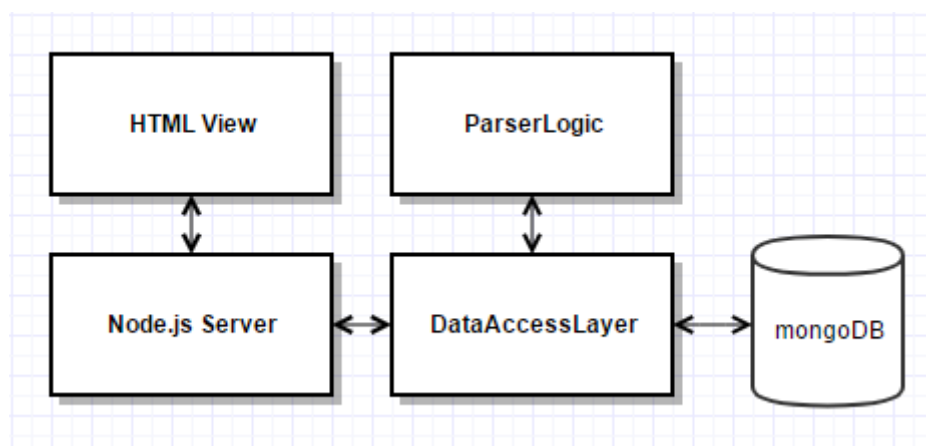 HTML View
ParserLogic
Node.js Server
DataAccessLayer
mongoDB